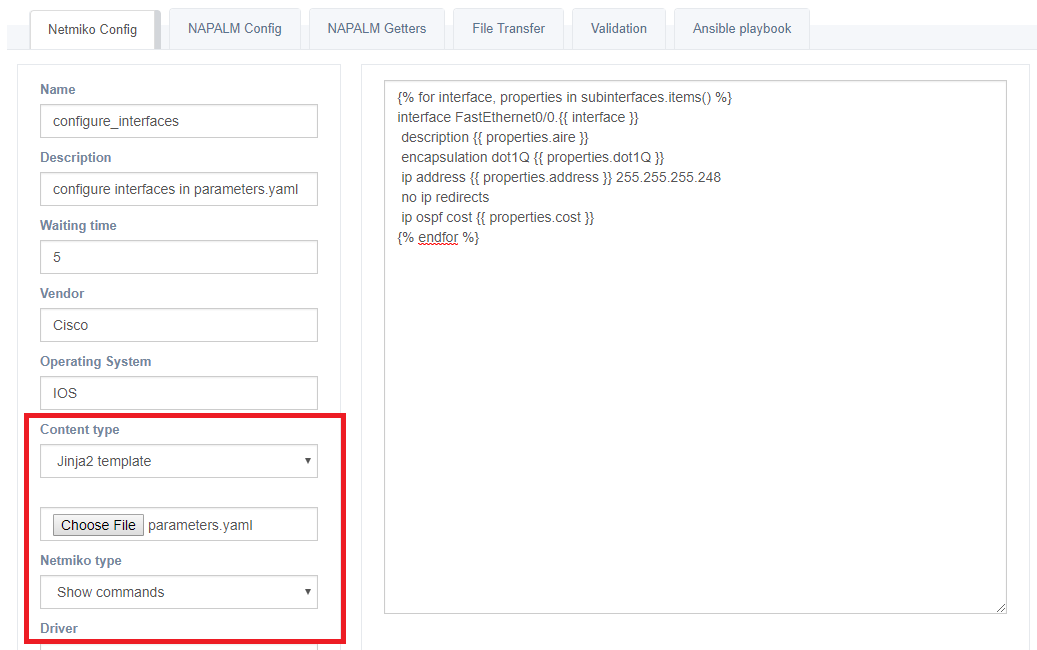 Netmiko Config NAPALM Config NAPALM Getters File Transfer Validation Ansible playbook
Name
configure_interfaces
Description
configure interfaces in parameters.yaml
Waiting time
5
Vendor
Cisco
Operating System
IOS
Content type
Jinja2 template
Choose File parameters.yaml
Netmiko type
Show commands
Driver
{% for interface, properties in subinterfaces.items() %}
interface FastEthernet0/0.{{ interface }}
description {{ properties.aire }}
encapsulation dot1Q {{ properties.dot1Q }}
ip address {{ properties.address }} 255.255.255.248
no ip redirects
ip ospf cost {{ properties.cost }}
{% endfor %}